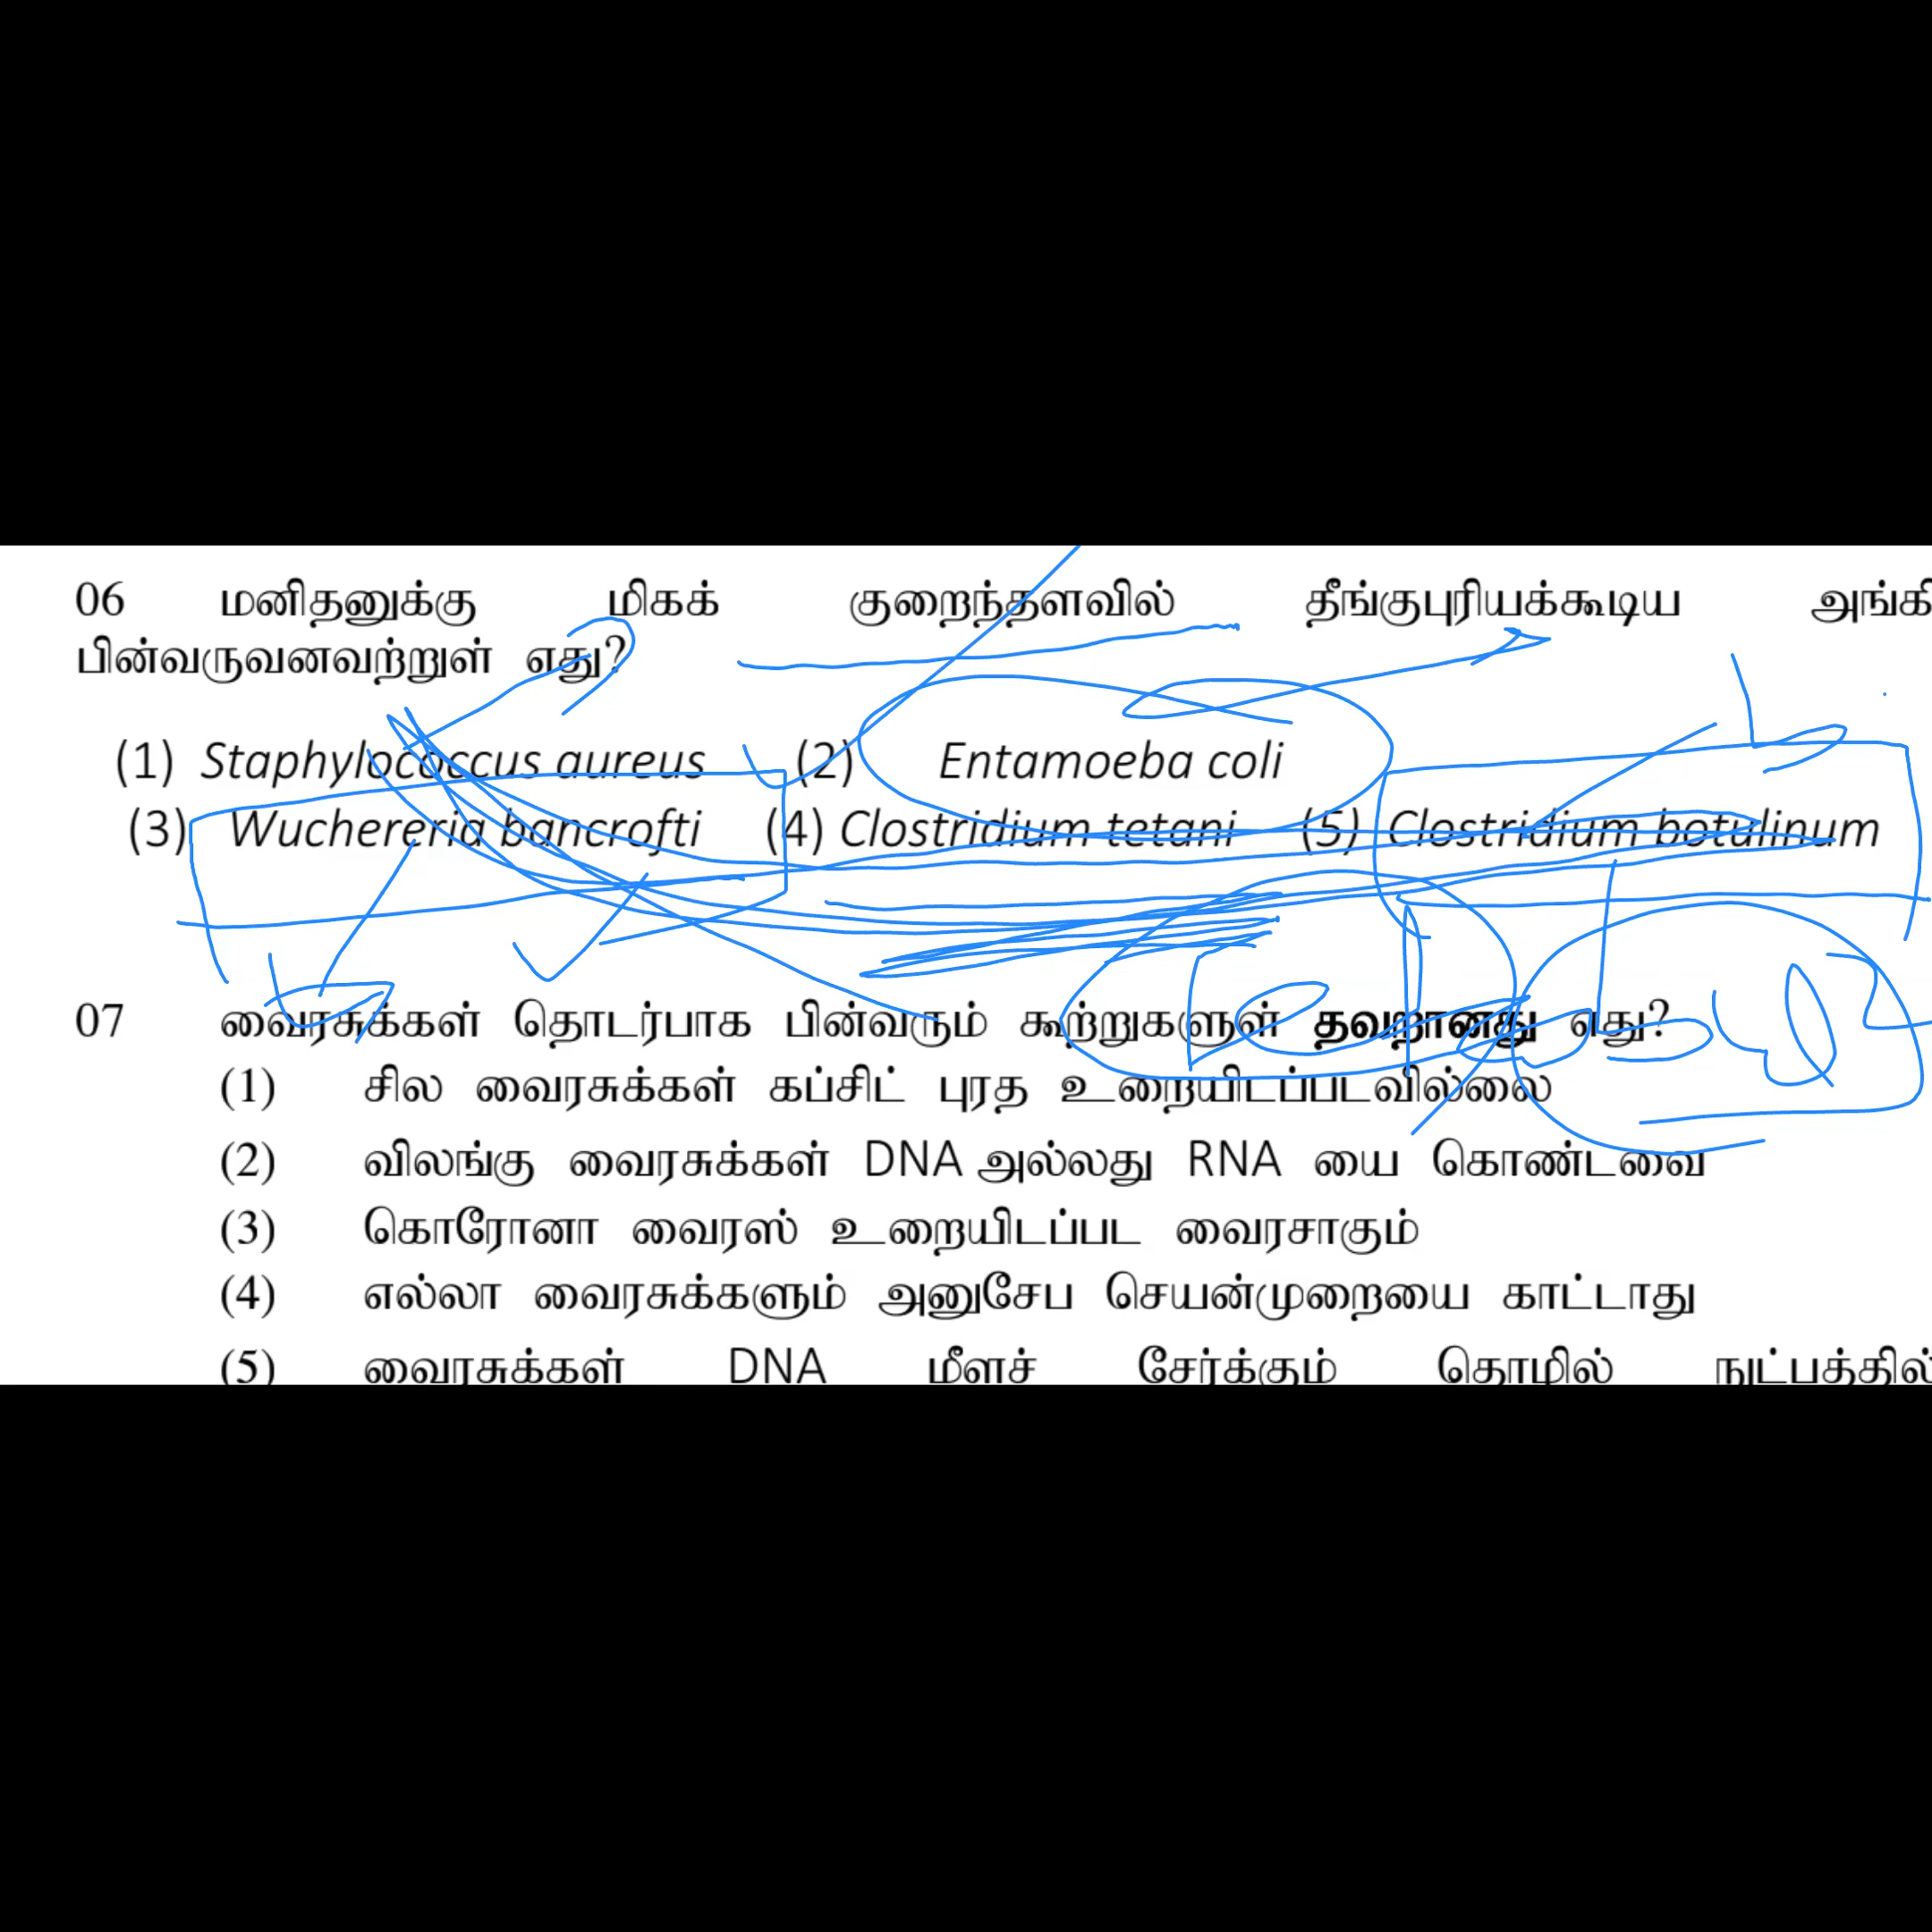 06 மனிதனுக்கு மிகக் குறைந்தளவில் தீங்குபுரியக்கூடிய அங்கி
பின்வருவனவற்றுள் எது?
(1) Staphylococcus aureus (2) Entamoeba coli
(3) Wuchereria bancrofti (4) Clostridium tetani (5) Clostridium botulinum
07 வைரசுக்கள் தொடர்பாக பின்வரும் கூற்றுகளுள் தவறானது எது?
(1) சில வைரசுக்கள் கப்சிட் புரத உறையிடப்படவில்லை
(2) விலங்கு வைரசுக்கள் DNA அல்லது RNA யை கொண்டவை
(3) கொரோனா வைரஸ் உறையிடப்பட வைரசாகும்
(4) எல்லா வைரசுக்களும் அனுசேப செயன்முறையை காட்டாது
(5) வைரசுக்கள் DNA மீளச் சேர்க்கும் தொழில் நுட்பத்தில்